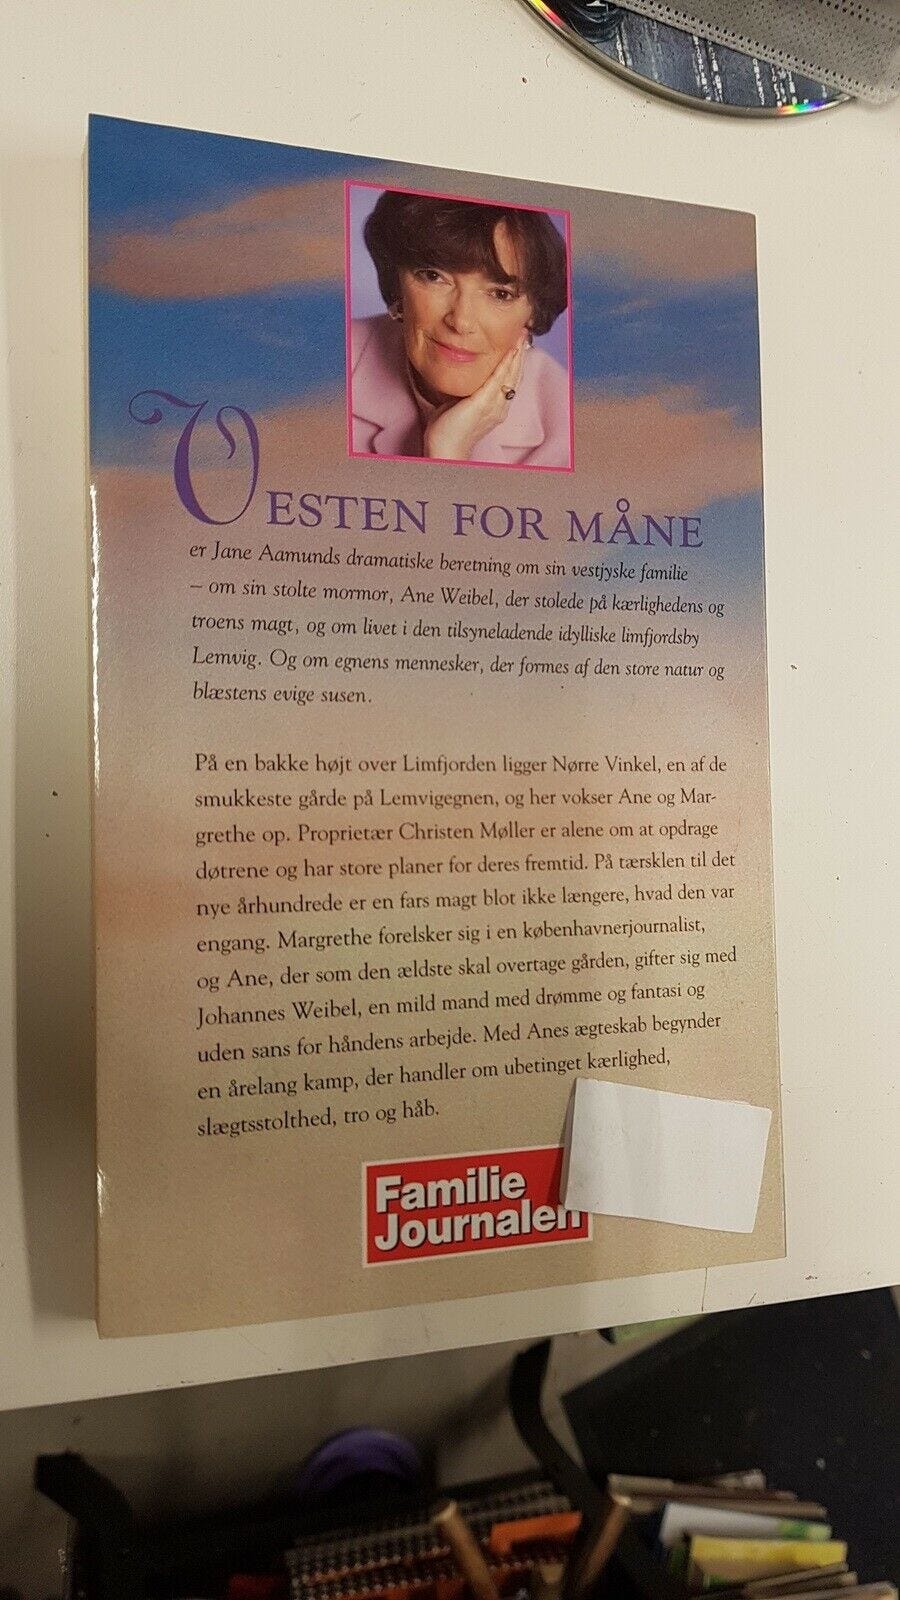 VESTEN FOR MÅNE
er Jane Aamunds dramatiske beretning om sin vestjyske familie
– om sin stolte mormor, Ane Weibel, der stolede på kærlighedens og
troens magt, og om livet i den tilsyneladende idylliske limfjordsby
Lemvig. Og om egnens mennesker, der formes af den store natur og
blæstens evige susen.
På en bakke højt over Limfjorden ligger Nørre Vinkel, en af de
smukkeste gårde på Lemvigegnen, og her vokser Ane og Mar-
grethe op. Proprietær Christen Møller er alene om at opdrage
døtrene og har store planer for deres fremtid. På tærsklen til det
nye århundrede er en fars magt blot ikke længere, hvad den var
engang. Margrethe forelsker sig i en københavnerjournalist,
og Ane, der som den ældste skal overtage gården, gifter sig med
Johannes Weibel, en mild mand med drømme og fantasi og
uden sans for håndens arbejde. Med Anes ægteskab begynder
en årelang kamp, der handler om ubetinget kærlighed,
slægtsstolthed, tro og håb.
Familie
Journalen